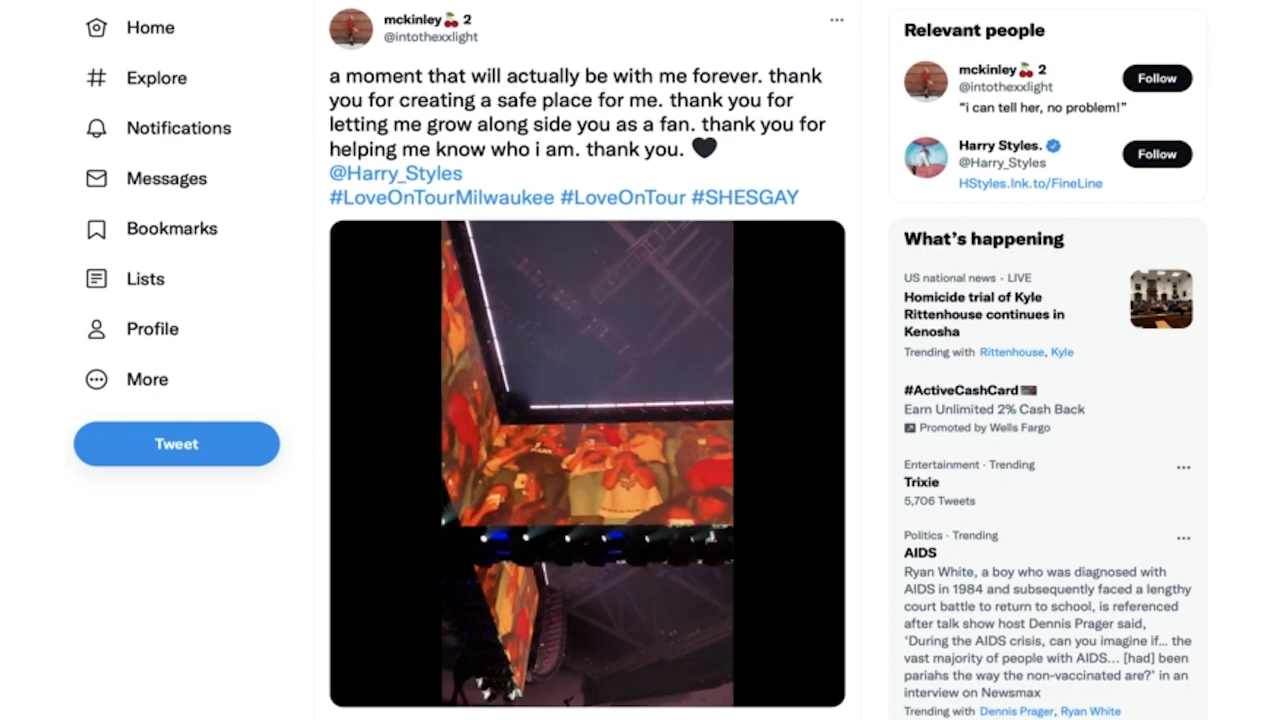 Home
Explore
Notifications
Messages
Bookmarks
Lists
Profile
More
Tweet
mckinley🍒 2
@intothexxlight
a moment that will actually be with me forever. thank
you for creating a safe place for me. thank you for
letting me grow along side you as a fan. thank you for
helping me know who i am. thank you. 🖤
@Harry_Styles
#LoveOnTourMilwaukee #LoveOnTour #SHESGAY
Relevant people
mckinley🍒 2
@intothexxlight
Follow
“i can tell her, no problem!”
Harry Styles.
@Harry_Styles
Follow
HStyles.lnk.to/FineLine
What’s happening
US national news · LIVE
Homicide trial of Kyle
Rittenhouse continues in
Kenosha
Trending with Rittenhouse, Kyle
#ActiveCashCard
Earn Unlimited 2% Cash Back
Promoted by Wells Fargo
Entertainment · Trending
Trixie
5,706 Tweets
Politics · Trending
AIDS
Ryan White, a boy who was diagnosed with
AIDS in 1984 and subsequently faced a lengthy
court battle to return to school, is referenced
after talk show host Dennis Prager said,
‘During the AIDS crisis, can you imagine if... the
vast majority of people with AIDS... [had] been
pariahs the way the non-vaccinated are?’ in an
interview on Newsmax
Trending with Dennis Prager, Ryan White